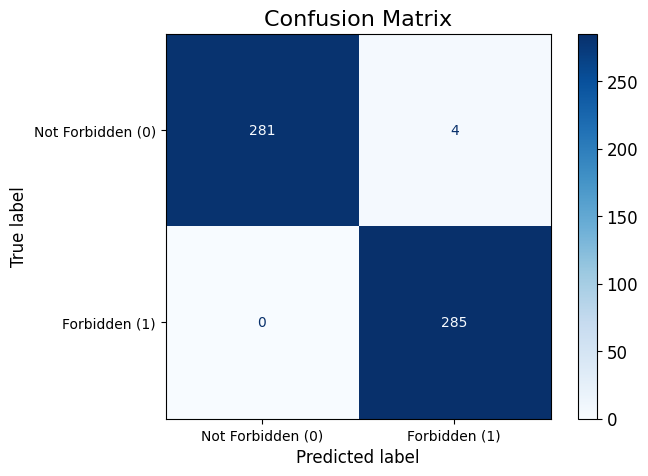 Confusion Matrix
True label
Not Forbidden (0)
281
4
Forbidden (1)
0
285
Not Forbidden (0)
Forbidden (1)
Predicted label
250
200
150
100
50
0